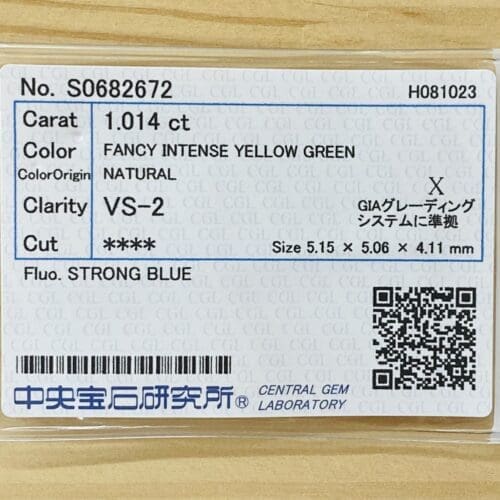 No. S0682672 H081023
Carat 1.014 ct
Color FANCY INTENSE YELLOW GREEN
ColorOrigin NATURAL
Clarity VS-2
X
GIAグレーディング
システムに準拠
Cut ****
Size 5.15 × 5.06 × 4.11 mm
Fluo. STRONG BLUE
中央宝石研究所®
CENTRAL GEM
LABORATORY